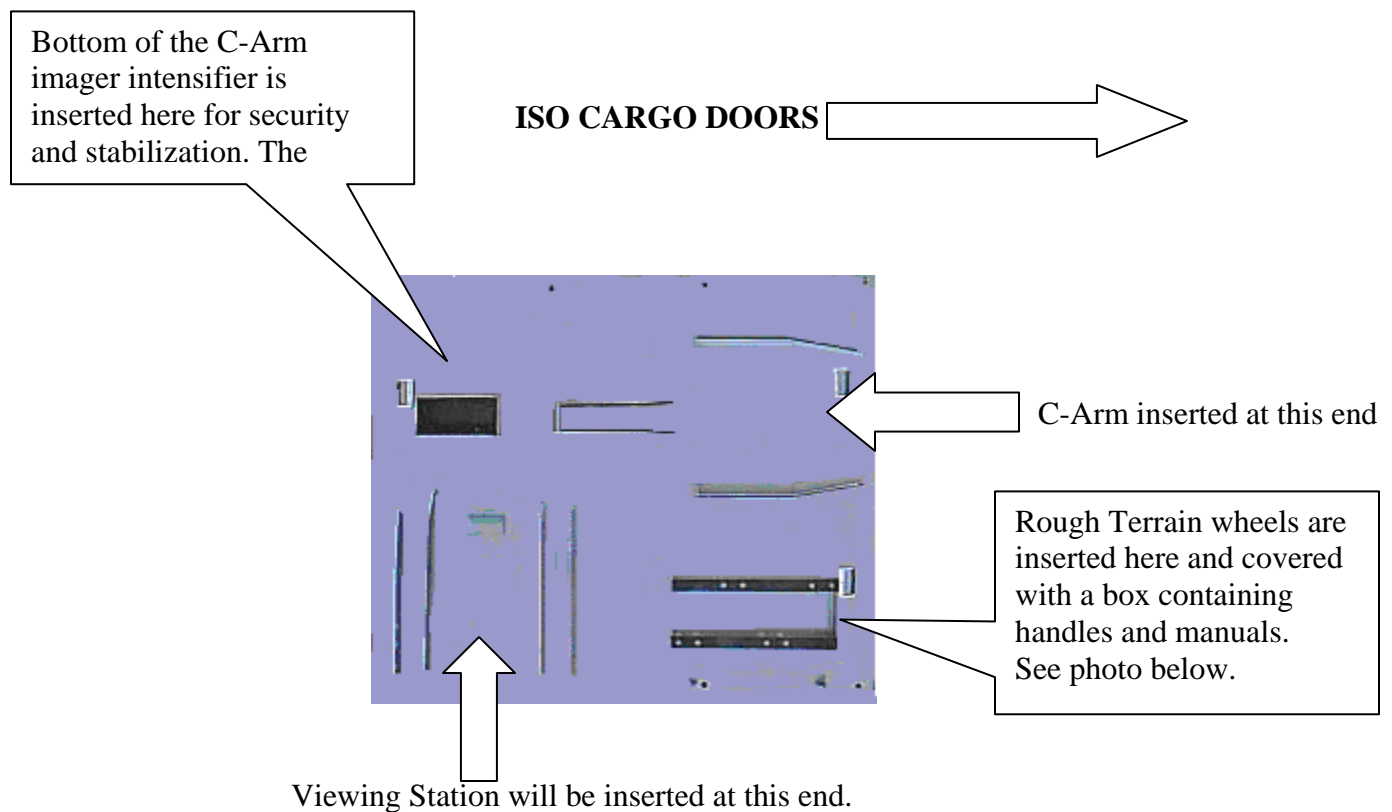 Bottom of the C-Arm
imager intensifier is
inserted here for security
and stabilization. The
ISO CARGO DOORS
C-Arm inserted at this end
Rough Terrain wheels are
inserted here and covered
with a box containing
handles and manuals.
See photo below.
Viewing Station will be inserted at this end.